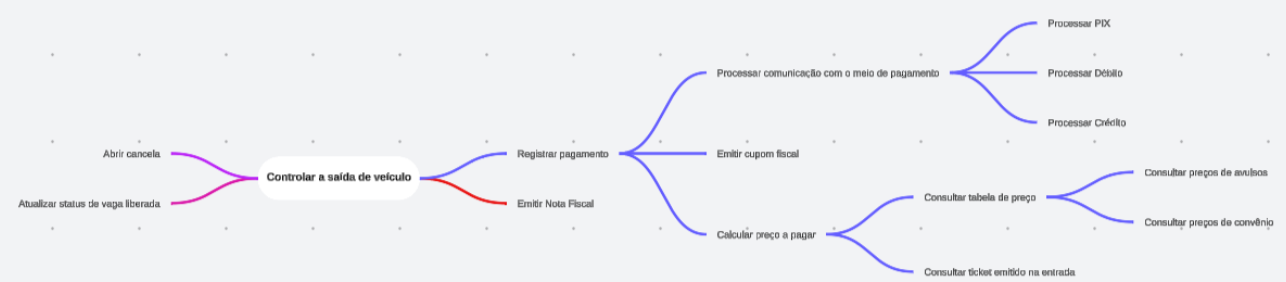 Processar PIX
Processar comunicação com o meio de pagamento
Processar Débito
Processar Crédito
Abrir cancela
Registrar pagamento
Emitir cupom fiscal
Controlar a saída de veículo
Consultar preços de avulsos
Atualizar status de vaga liberada
Emitir Nota Fiscal
Consultar tabela de preço
Consultar preços de convênio
Calcular preço a pagar
Consultar ticket emitido na entrada